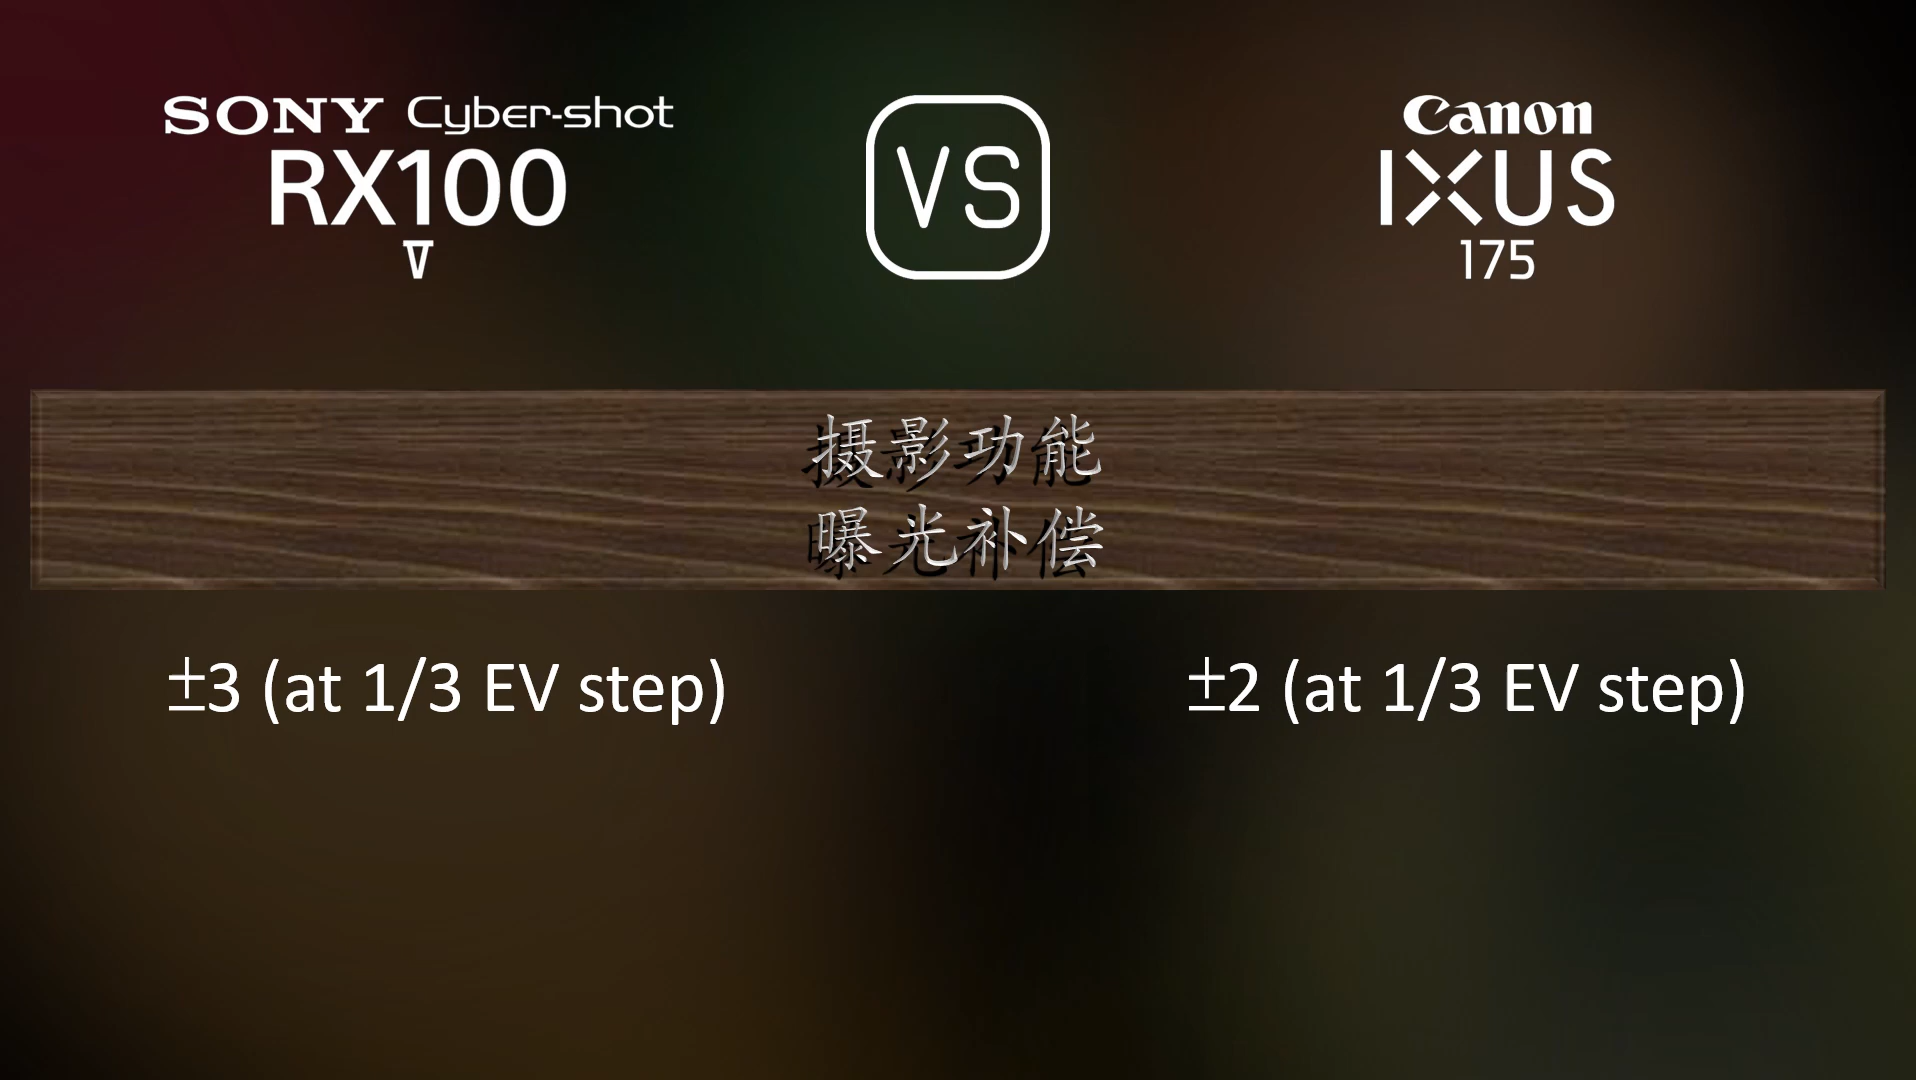 SONY Cyber-shot
RX100
V
VS
Canon
IXUS
175
摄影功能
曝光补偿
±3 (at 1/3 EV step)
±2 (at 1/3 EV step)